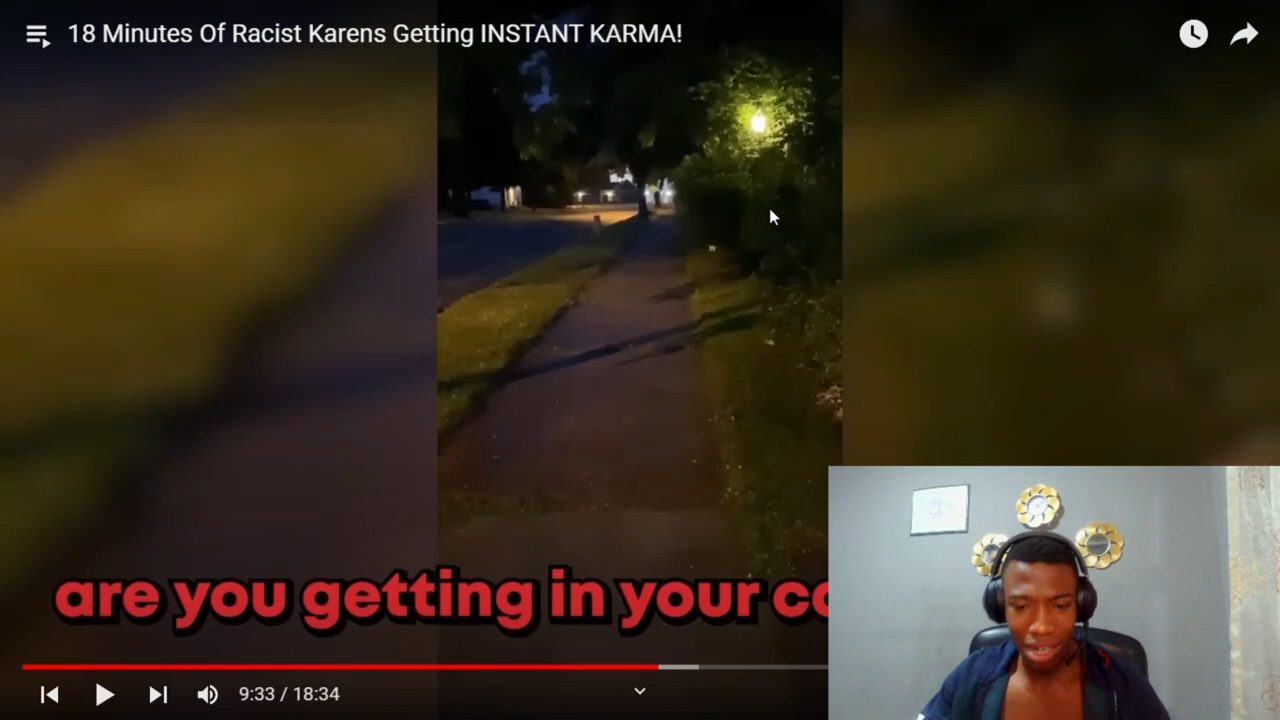 18 Minutes Of Racist Karens Getting INSTANT KARMA!
are you getting in your
9:33 / 18:34